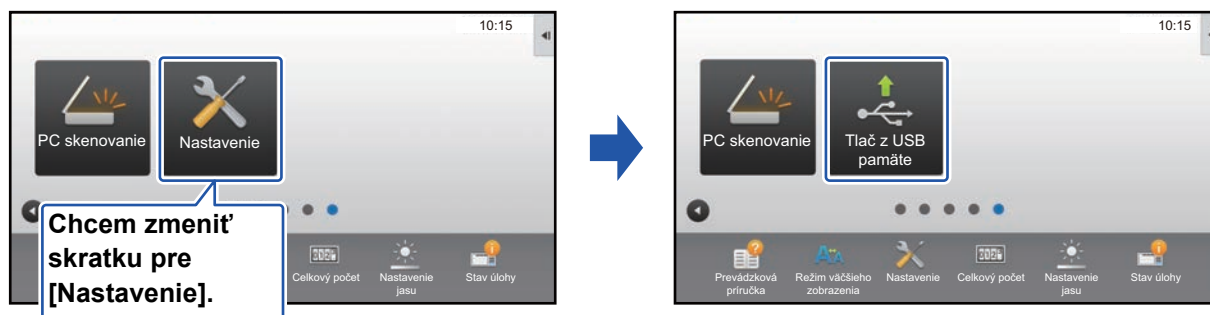 10:15
PC skenovanie
Nastavenie
Chcem zmeniť
skratku pre
[Nastavenie].
Celkový počet
Nastavenie
jasu
Stav úlohy
10:15
PC skenovanie
Tlač z USB
pamäte
Prevádzková
príručka
Režim väčšieho
zobrazenia
Nastavenie
Celkový počet
Nastavenie
jasu
Stav úlohy